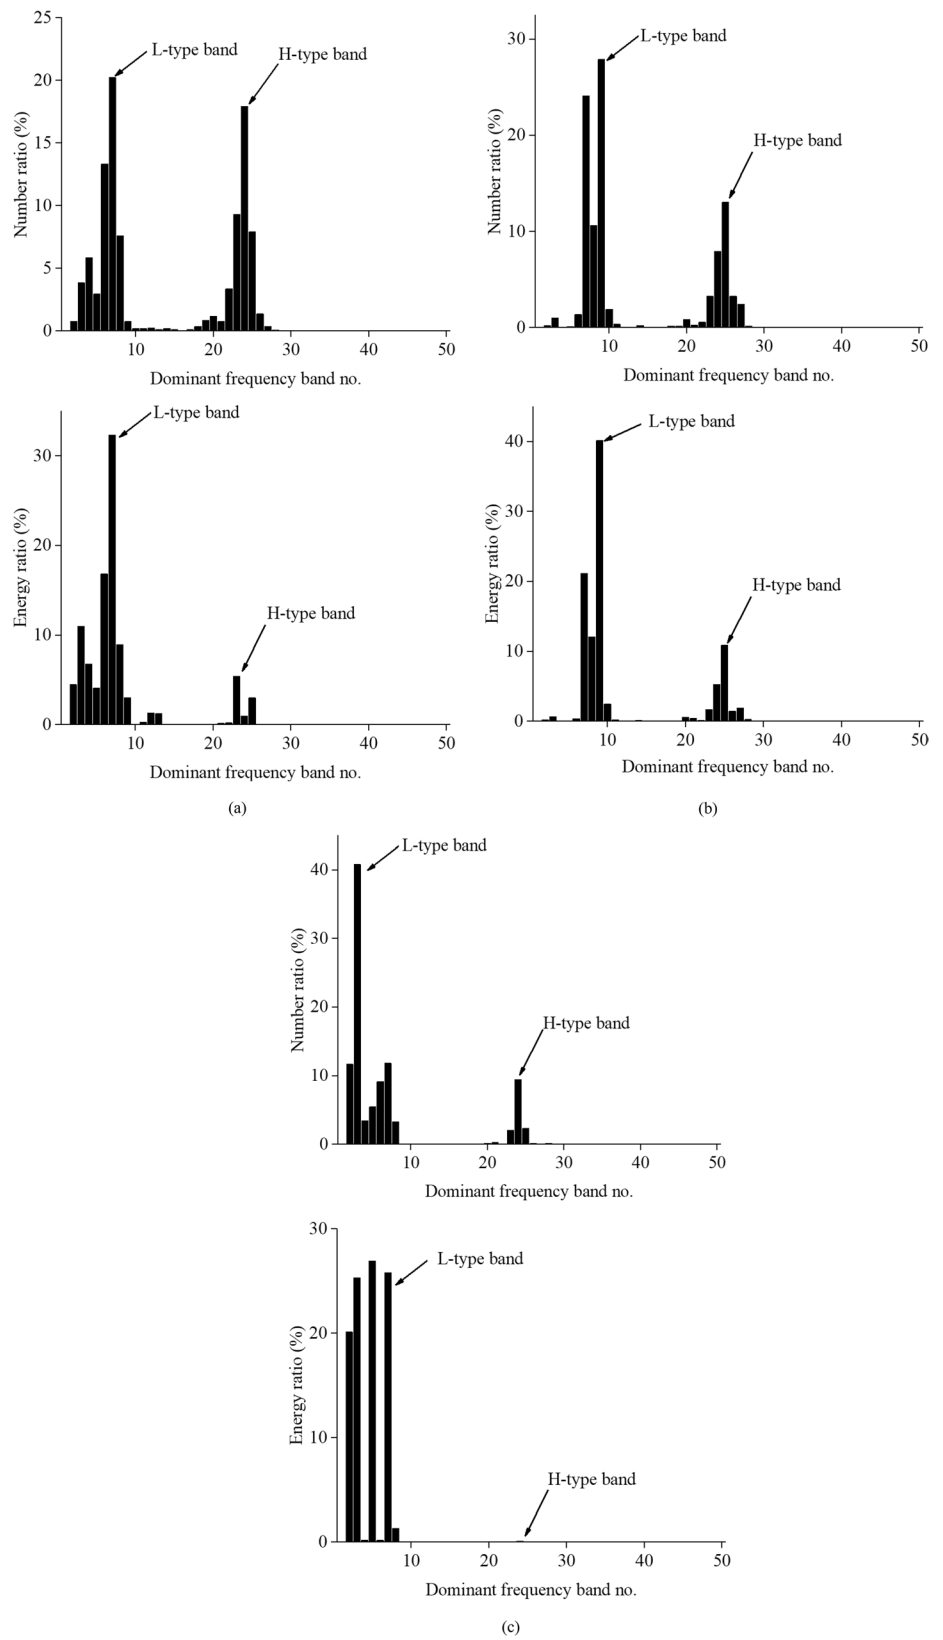 25
20
15
10
5
0
Number ratio (%)
L-type band
H-type band
10 20 30 40 50
Dominant frequency band no.
30
20
10
0
Number ratio (%)
L-type band
H-type band
10 20 30 40 50
Dominant frequency band no.
30
20
10
0
Energy ratio (%)
L-type band
H-type band
10 20 30 40 50
Dominant frequency band no.
(a)
40
30
20
10
0
Energy ratio (%)
L-type band
H-type band
10 20 30 40 50
Dominant frequency band no.
(b)
40
30
20
10
0
Number ratio (%)
L-type band
H-type band
10 20 30 40 50
Dominant frequency band no.
30
20
10
0
Energy ratio (%)
L-type band
H-type band
10 20 30 40 50
Dominant frequency band no.
(c)